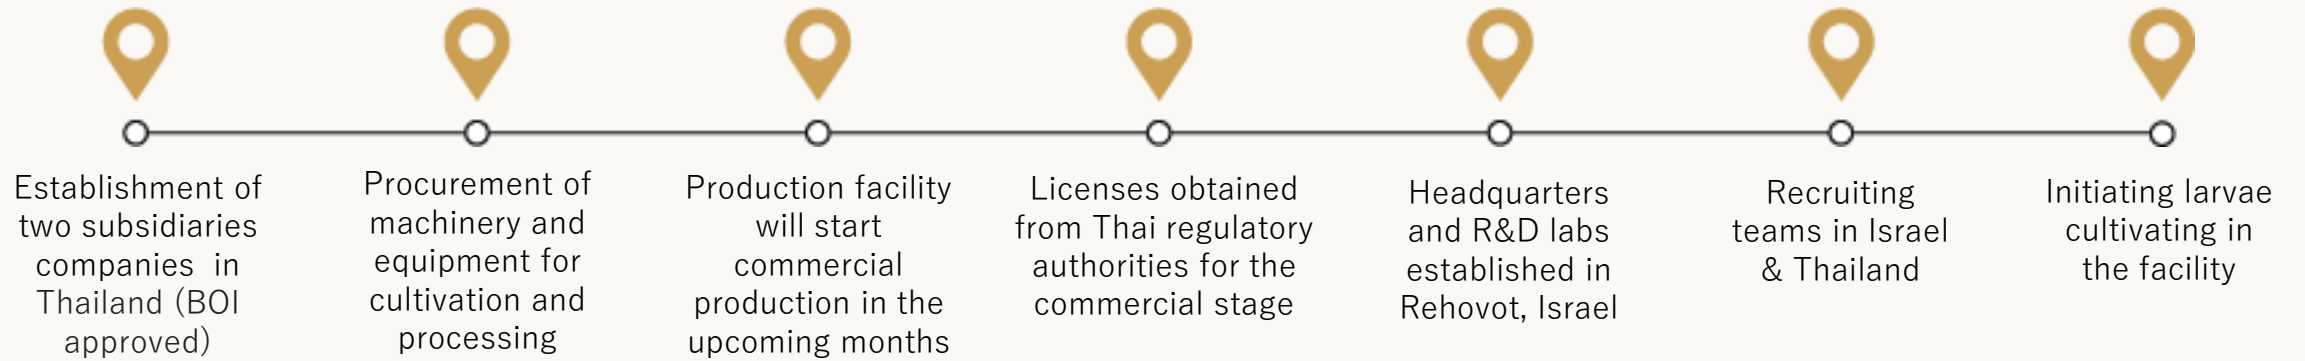 Establishment of
two subsidiaries
companies in
Thailand (BOI
approved)
Procurement of
machinery and
equipment for
cultivation and
processing
Production facility
will start
commercial
production in the
upcoming months
Licenses obtained
from Thai regulatory
authorities for the
commercial stage
Headquarters
and R&D labs
established in
Rehovot, Israel
Recruiting
teams in Israel
& Thailand
Initiating larvae
cultivating in
the facility